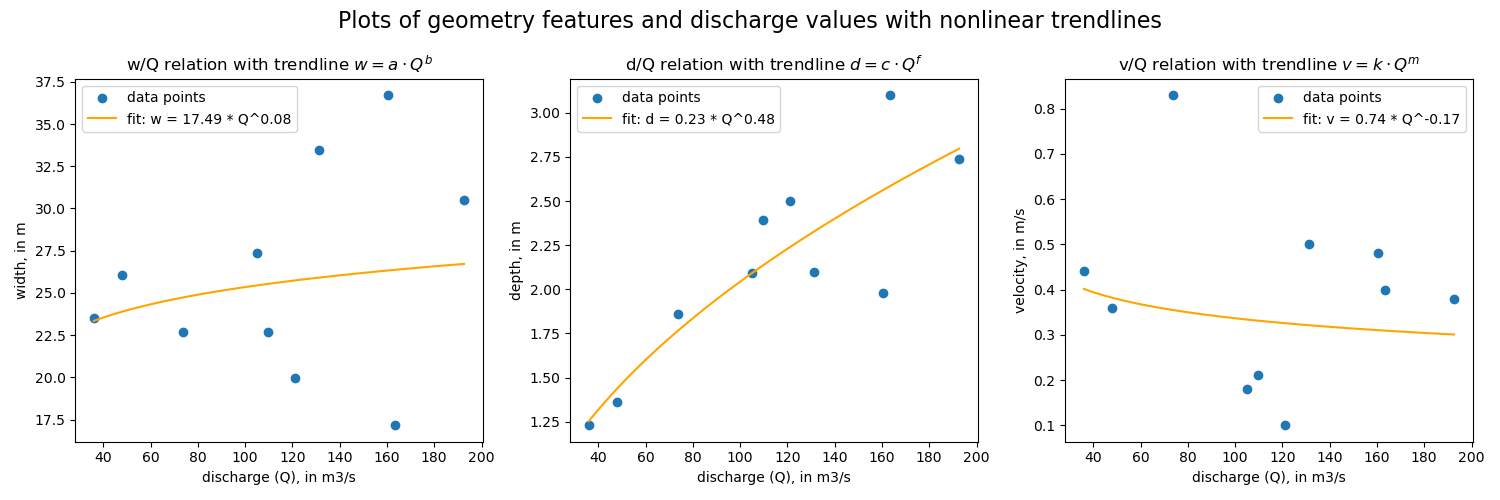 Plots of geometry features and discharge values with nonlinear trendlines
w/Q relation with trendline w = a · Q^b
data points
fit: w = 17.49 * Q^0.08
37.5
35.0
32.5
30.0
27.5
25.0
22.5
20.0
17.5
width, in m
40 60 80 100 120 140 160 180 200
discharge (Q), in m3/s
d/Q relation with trendline d = c · Q^f
data points
fit: d = 0.23 * Q^0.48
3.00
2.75
2.50
2.25
2.00
1.75
1.50
1.25
depth, in m
40 60 80 100 120 140 160 180 200
discharge (Q), in m3/s
v/Q relation with trendline v = k · Q^m
data points
fit: v = 0.74 * Q^-0.17
0.8
0.7
0.6
0.5
0.4
0.3
0.2
0.1
velocity, in m/s
40 60 80 100 120 140 160 180 200
discharge (Q), in m3/s